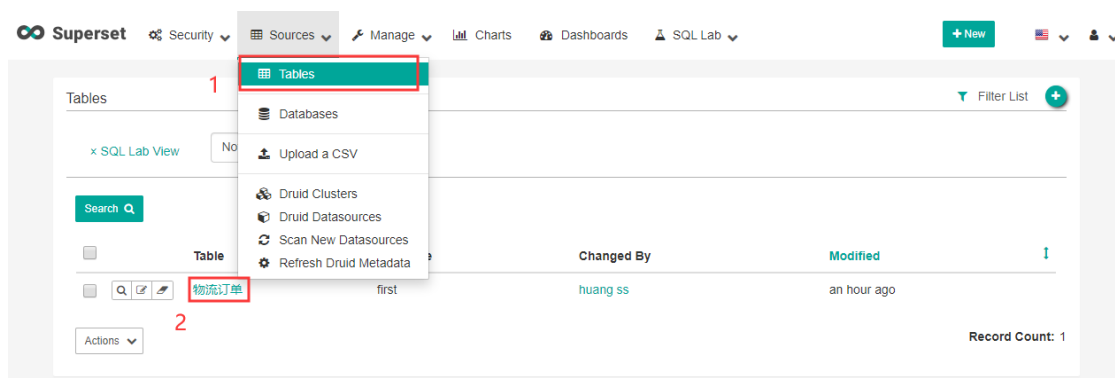 Superset Security Sources Manage Charts Dashboards SQL Lab + New
1 Tables
Tables Filter List
Databases
× SQL Lab View No
Upload a CSV
Druid Clusters
Search
Druid Datasources
Scan New Datasources
Table Changed By Modified
Refresh Druid Metadata
物流订单 first huang ss an hour ago
2
Actions Record Count: 1